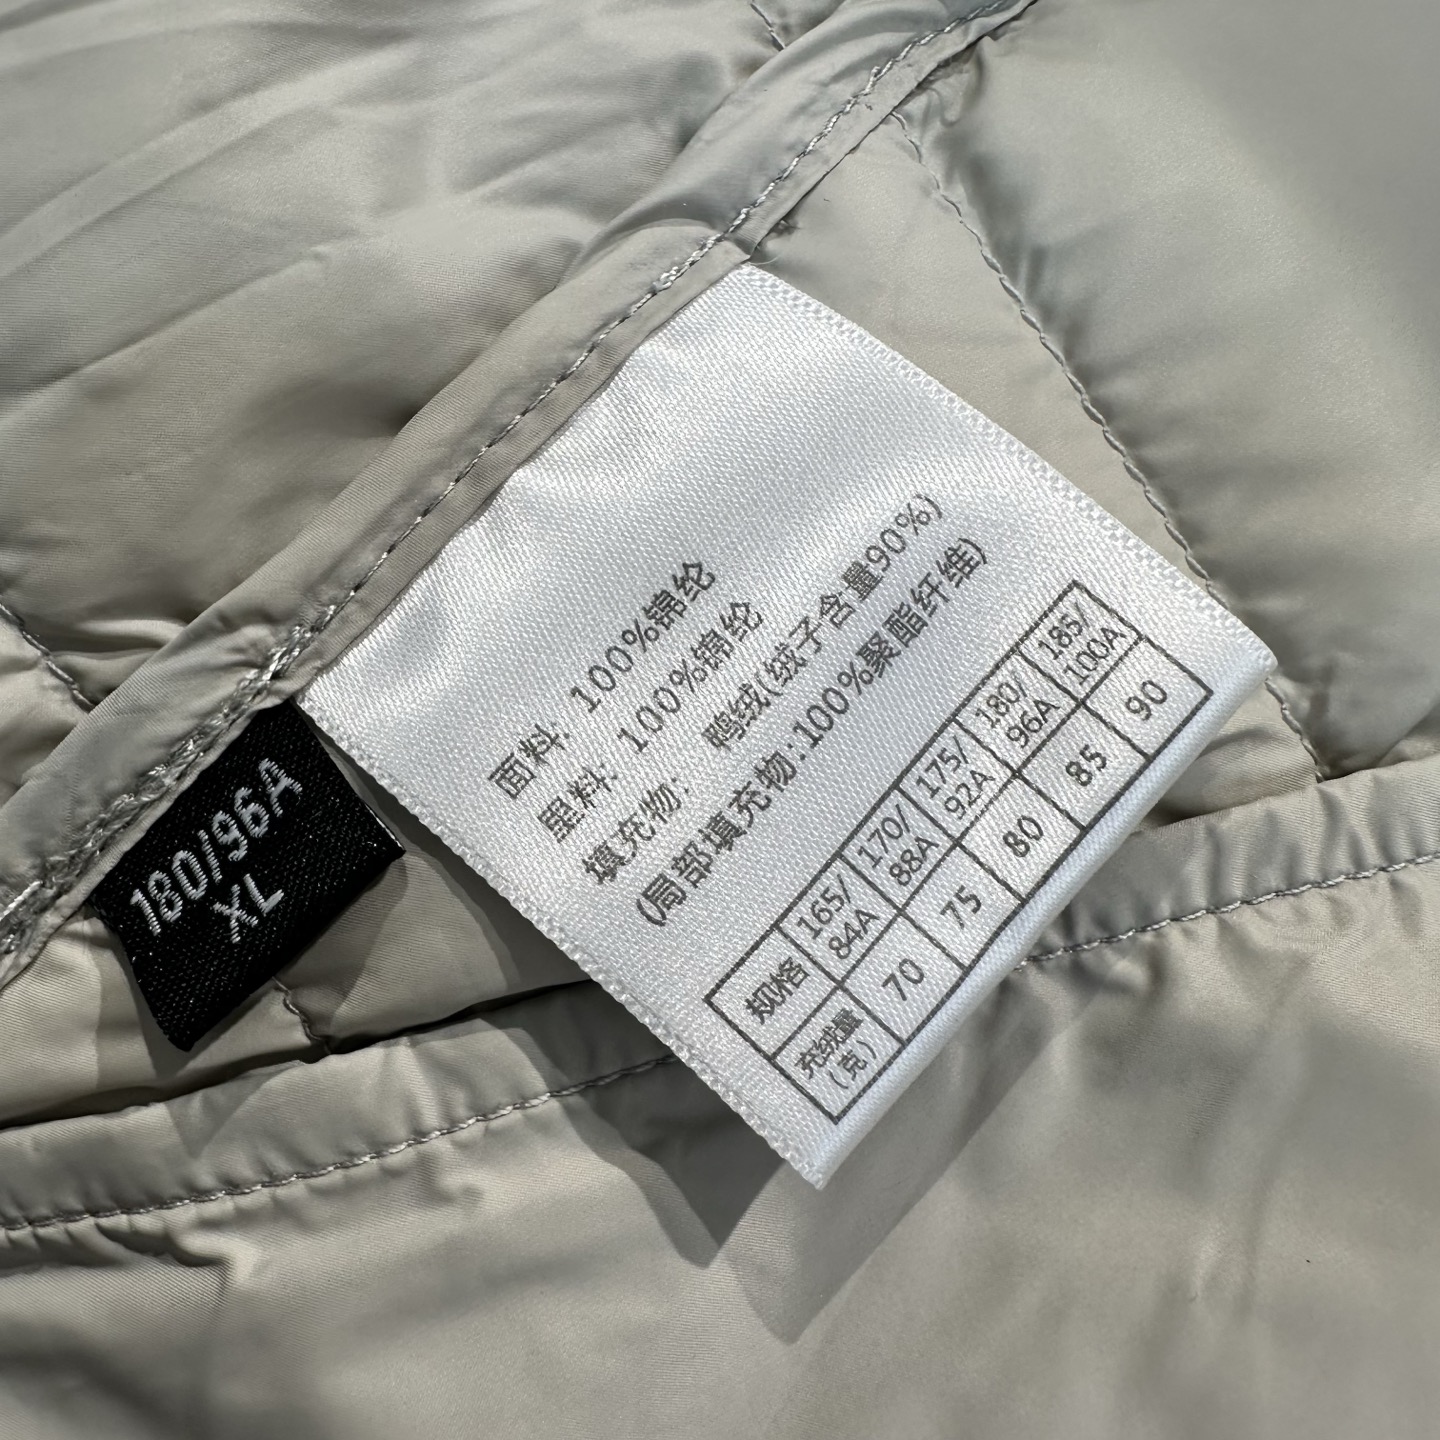 180/96A
XL
面料: 100%锦纶
里料: 100%锦纶
填充物: 鸭绒(绒子含量90%)
(局部填充物:100%聚酯纤维)
规格 165/84A 170/88A 175/92A 180/96A 185/100A
充绒量(克) 70 75 80 85 90